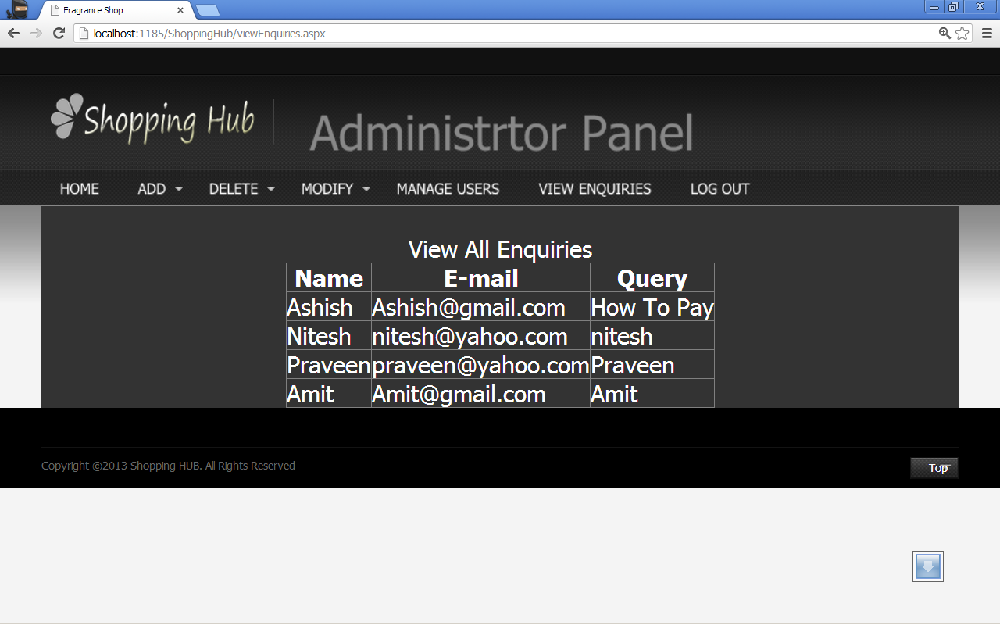 Fragrance Shop
localhost:1185/ShoppingHub/viewEnquiries.aspx
Shopping Hub
Administrtor Panel
HOME ADD DELETE MODIFY MANAGE USERS VIEW ENQUIRIES LOG OUT
View All Enquiries
Name E-mail Query
Ashish Ashish@gmail.com How To Pay
Nitesh nitesh@yahoo.com nitesh
Praveen praveen@yahoo.com Praveen
Amit Amit@gmail.com Amit
Copyright ©2013 Shopping HUB. All Rights Reserved
Top